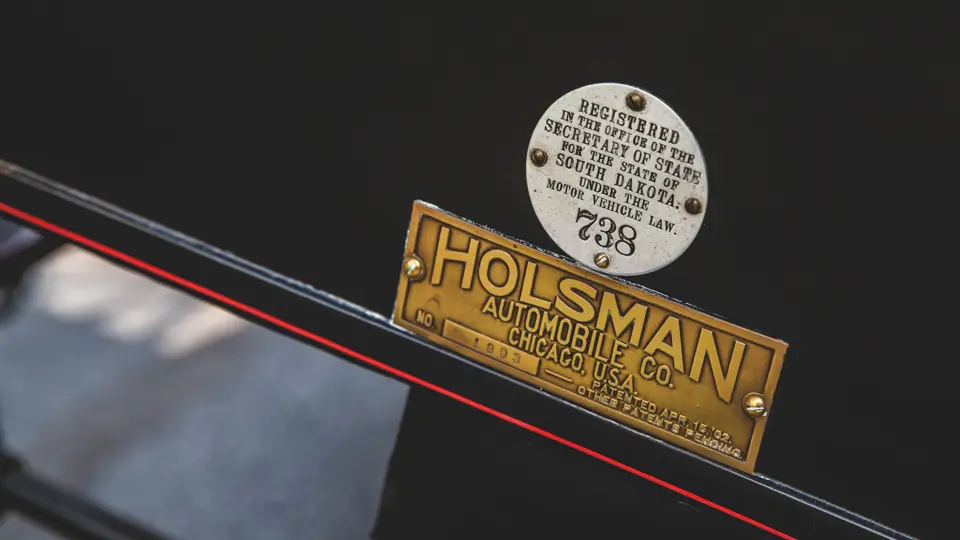 REGISTERED
IN THE OFFICE OF THE
SECRETARY OF STATE
FOR THE STATE OF
SOUTH DAKOTA.
UNDER THE
MOTOR VEHICLE LAW.
738
HOLSMAN
AUTOMOBILE CO.
CHICAGO, U.S.A.
NO. 1903
PATENTED APR. 15, '02.
OTHER PATENTS PENDING.